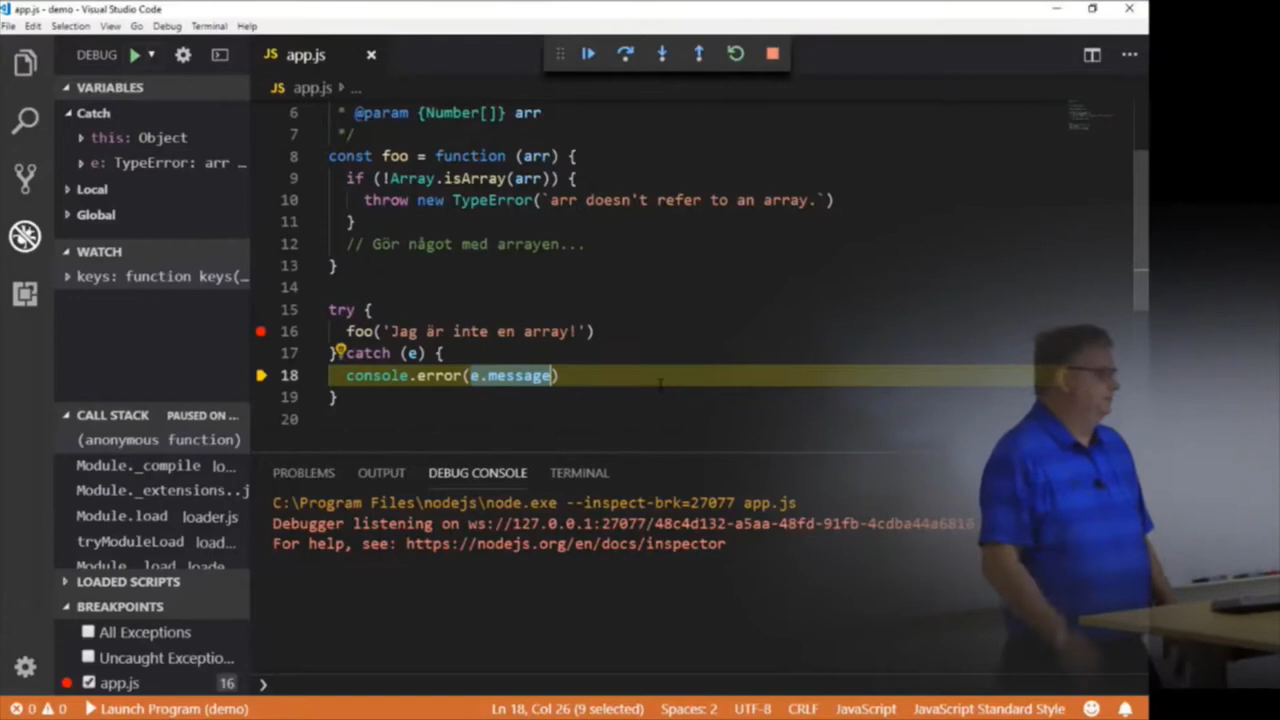 app.js - demo - Visual Studio Code
File Edit Selection View Go Debug Terminal Help
DEBUG
JS app.js
VARIABLES
JS app.js › ...
Catch
this: Object
e: TypeError: arr ...
Local
Global
WATCH
keys: function keys(…
6 * @param {Number[]} arr
7 */
8 const foo = function (arr) {
9 if (!Array.isArray(arr)) {
10 throw new TypeError(`arr doesn't refer to an array.`)
11 }
12 // Gör något med arrayen...
13 }
14
15 try {
16 foo('Jag är inte en array!')
17 } catch (e) {
18 console.error(e.message)
19 }
20
CALL STACK PAUSED ON ...
(anonymous function)
Module._compile lo...
Module._extensions..j
Module.load loader.js
tryModuleLoad load...
LOADED SCRIPTS
BREAKPOINTS
All Exceptions
Uncaught Exceptio...
app.js 16
PROBLEMS OUTPUT DEBUG CONSOLE TERMINAL
C:\Program Files\nodejs\node.exe --inspect-brk=27077 app.js
Debugger listening on ws://127.0.0.1:27077/48c4d132-a5aa-48fd-91fb-4cdba44a6810
For help, see: https://nodejs.org/en/docs/inspector
0 0 Launch Program (demo) Ln 18, Col 26 (9 selected) Spaces: 2 UTF-8 CRLF JavaScript JavaScript Standard Style